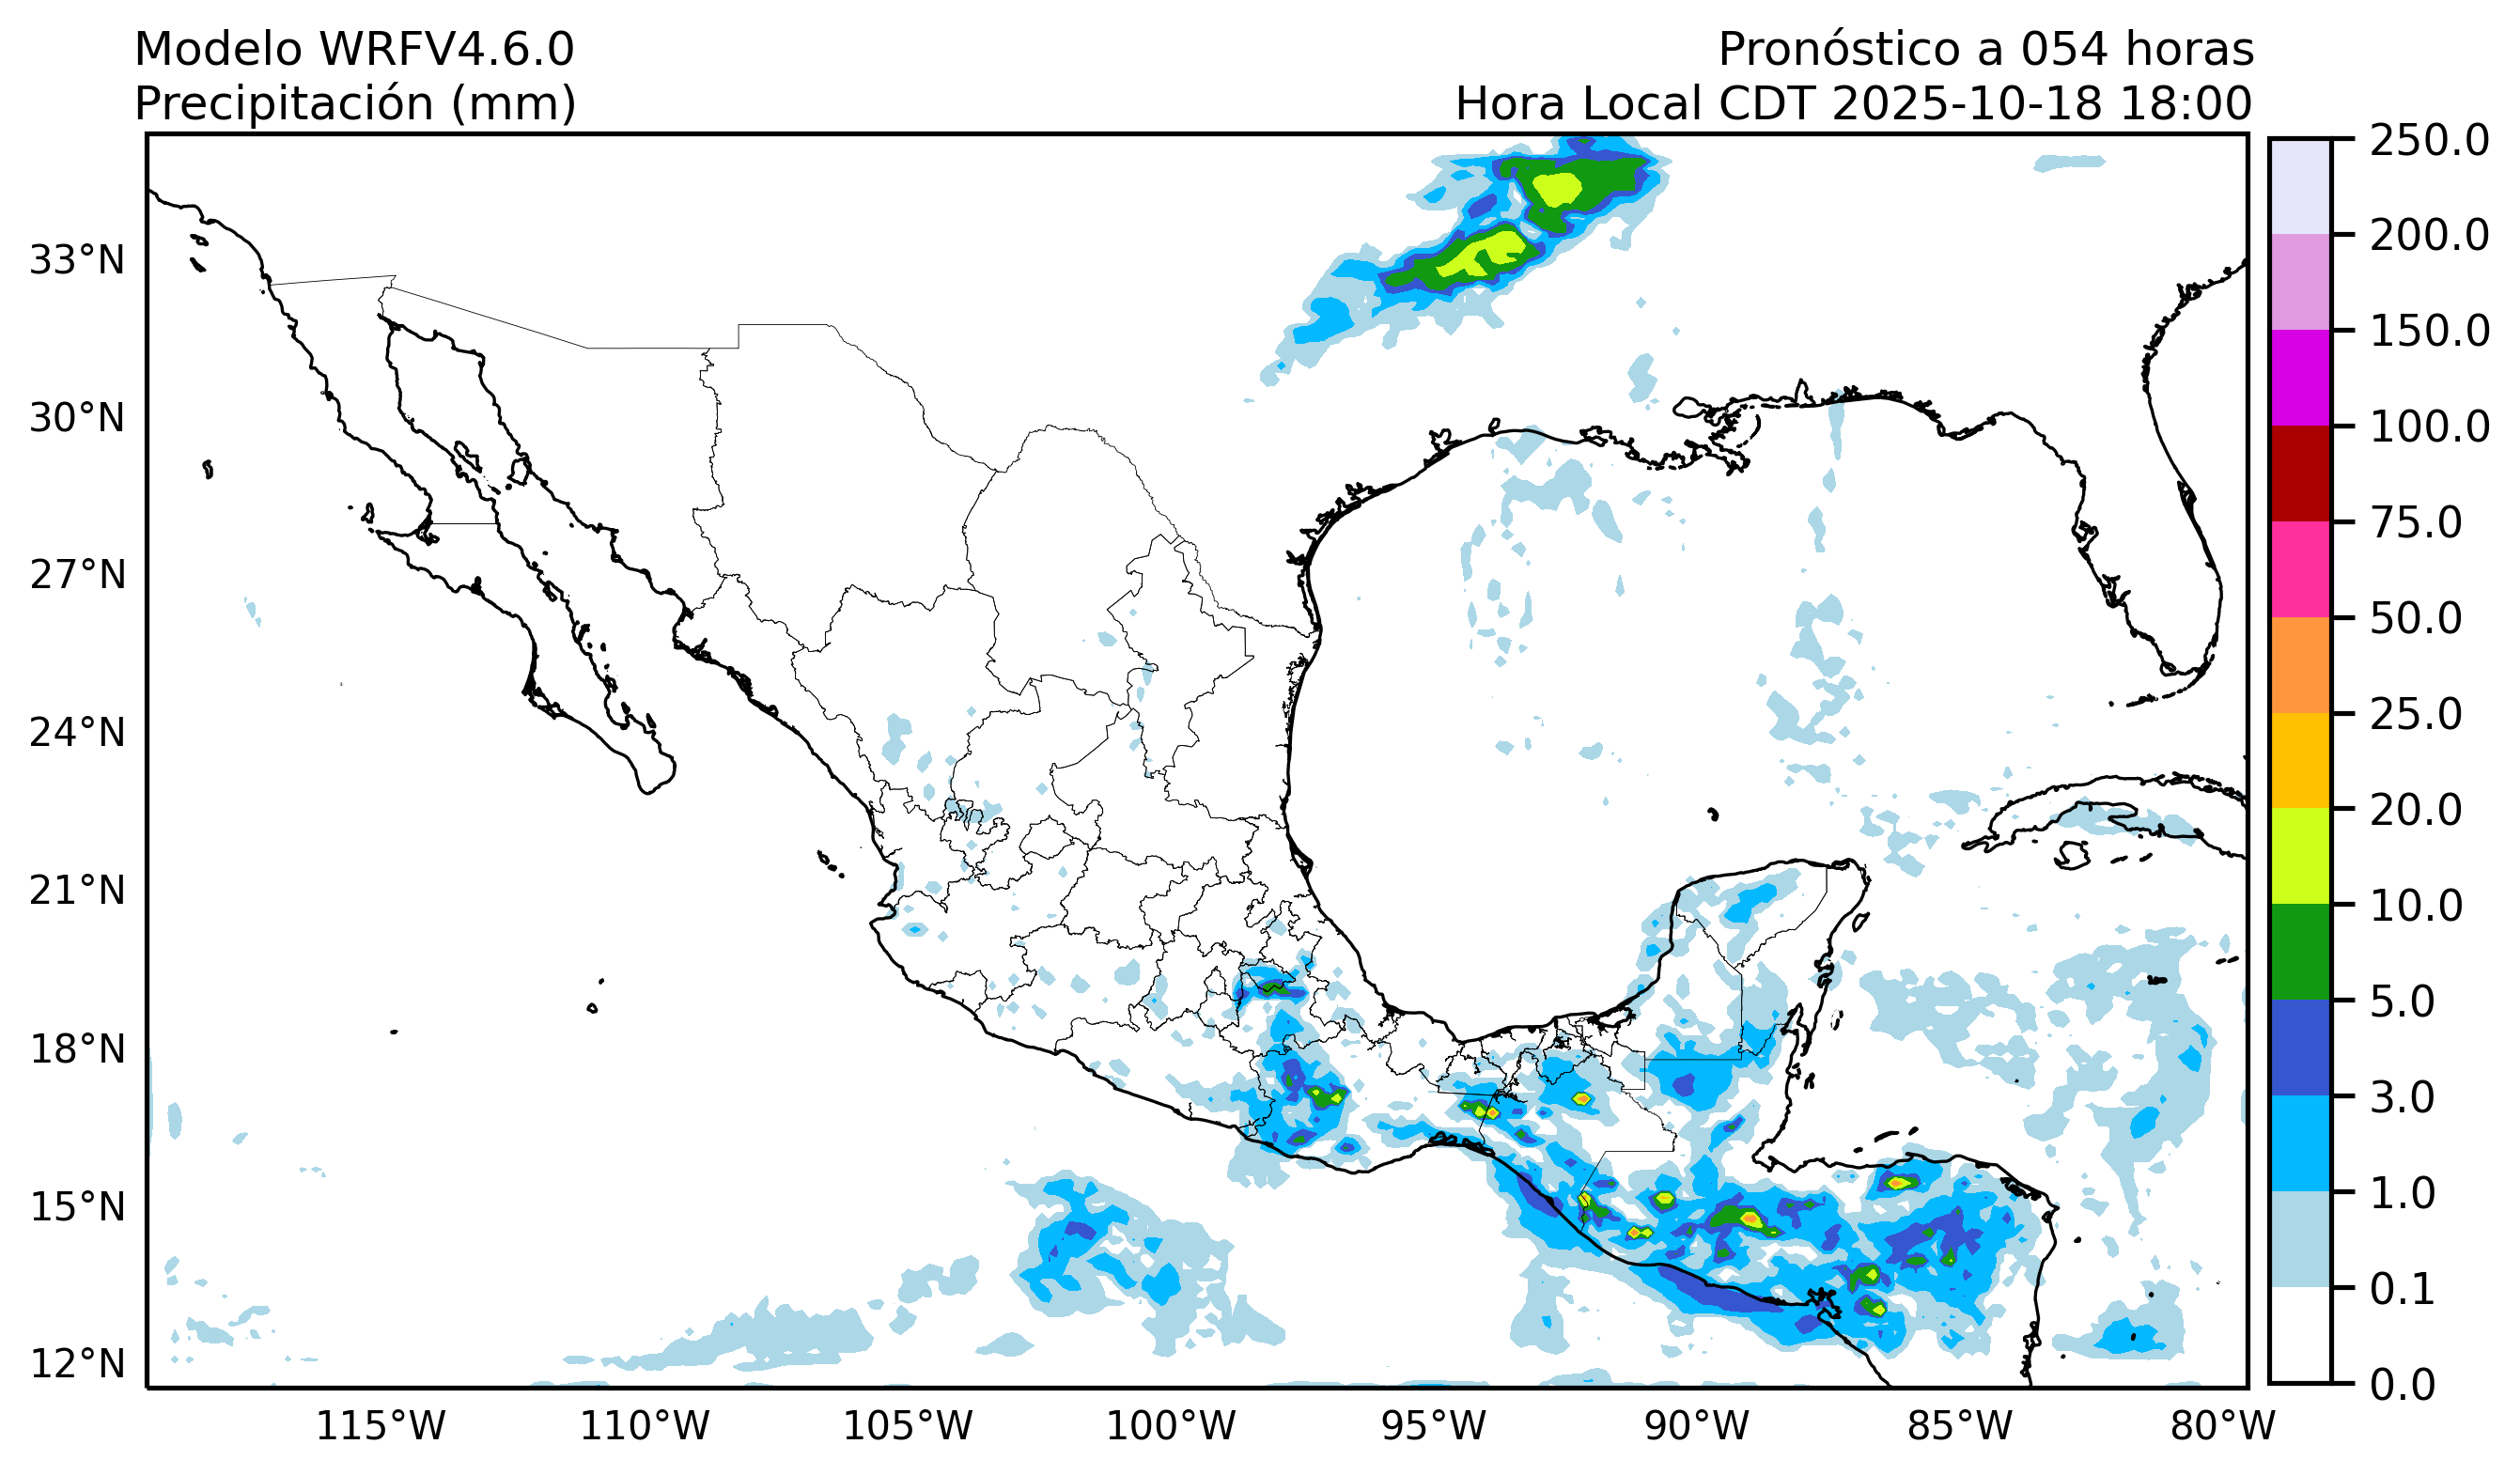 Modelo WRFV4.6.0
Precipitación (mm)
Pronóstico a 054 horas
Hora Local CDT 2025-10-18 18:00
33°N
30°N
27°N
24°N
21°N
18°N
15°N
12°N
115°W
110°W
105°W
100°W
95°W
90°W
85°W
80°W
250.0
200.0
150.0
100.0
75.0
50.0
25.0
20.0
10.0
5.0
3.0
1.0
0.1
0.0